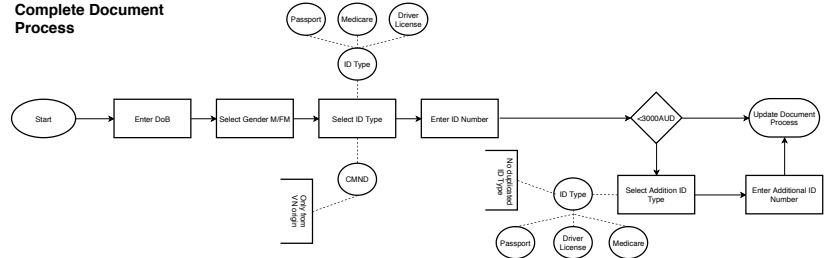 Complete Document
Process
Passport
Medicare
Driver
License
ID Type
Start
Enter DoB
Select Gender M/FM
Select ID Type
Enter ID Number
<3000AUD
Update Document
Process
CMND
Only from
VN origin
No duplicated
ID Type
ID Type
Select Addition ID
Type
Enter Additional ID
Number
Passport
Driver
License
Medicare